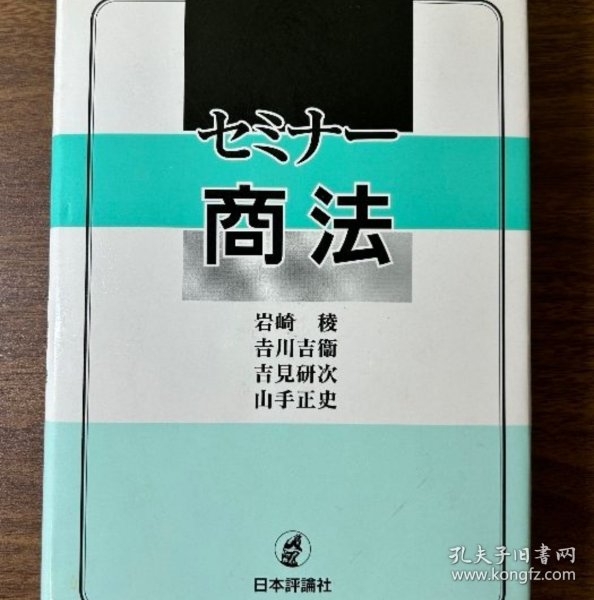 セミナー
商法
岩崎 稜
𠮷川吉衞
吉見研次
山手正史
日本評論社
孔夫子旧书网
www.kongfz.com